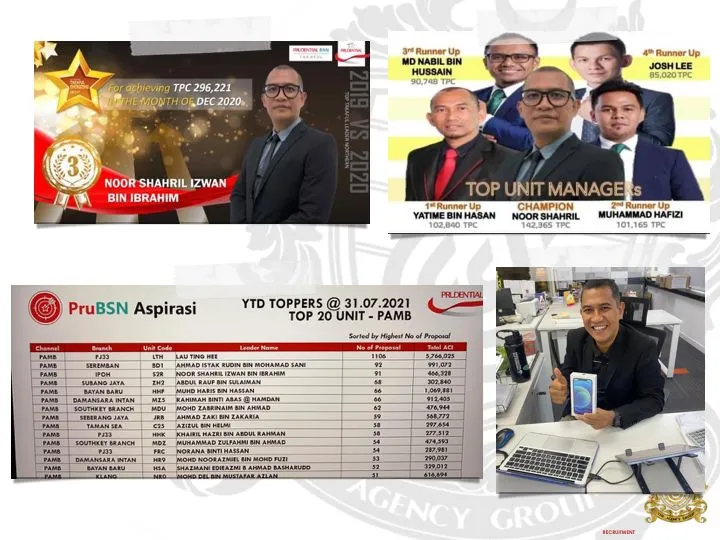 For achieving TPC 296,221
IN THE MONTH OF DEC 2020
PRUDENTIAL BSN
TAKAFUL
PRUDENTIAL
2019 VS 2020
TOP TAKAFUL LEADER NORTHERN
3
NOOR SHAHRIL IZWAN
BIN IBRAHIM
3rd Runner Up
MD NABIL BIN
HUSSAIN
90,748 TPC
4th Runner Up
JOSH LEE
85,020 TPC
TOP UNIT MANAGERs
1st Runner Up
YATIME BIN HASAN
102,840 TPC
CHAMPION
NOOR SHAHRIL
142,365 TPC
2nd Runner Up
MUHAMMAD HAFIZI
101,165 TPC
PruBSN Aspirasi
YTD TOPPERS @ 31.07.2021
TOP 20 UNIT - PAMB
PRUDENTIAL
Sorted by Highest No of Proposal
Channel Branch Unit Code Leader Name No of Proposal Total ACI
PAMB PJ33 LTH LAU TING HEE 1106 5,766,025
PAMB SEREMBAN BD1 AHMAD ISYAK RUDIN BIN MOHAMAD SANI 92 991,072
PAMB IPOH S2R NOOR SHAHRIL IZWAN BIN IBRAHIM 91 466,328
PAMB SUBANG JAYA ZH2 ABDUL RAUF BIN SULAIMAN 68 302,840
PAMB BAYAN BARU HHF MUHD HARIS BIN HASSAN 66 1,069,881
PAMB DAMANSARA INTAN MZ5 RAHIMAH BINTI ABAS @ HAMDAN 66 912,405
PAMB SOUTHKEY BRANCH MDU MOHD ZABRINAIM BIN AHMAD 62 476,944
PAMB SEBERANG JAYA JRB AHMAD ZAKI BIN ZAKARIA 59 568,772
PAMB TAMAN SEA C25 AZIZUL BIN HELMI 58 297,654
PAMB PJ33 HHK KHAIRIL HAZRI BIN ABDUL RAHMAN 58 277,512
PAMB SOUTHKEY BRANCH MDZ MUHAMMAD ZULFAHMI BIN AHMAD 54 474,593
PAMB PJ33 FRC NORANA BINTI HASSAN 54 287,981
PAMB DAMANSARA INTAN HR9 MOHD NOORAZMIEL BIN MOHD FUZI 53 290,037
PAMB BAYAN BARU HSA SHAZMANI EDIEAZMI B AHMAD BASHARUDD 52 329,012
PAMB KLANG NR0 MOHD DEL BIN MUSTAFAR AZLAN 51 616,694
AGENCY GROUP
RECRUITMENT